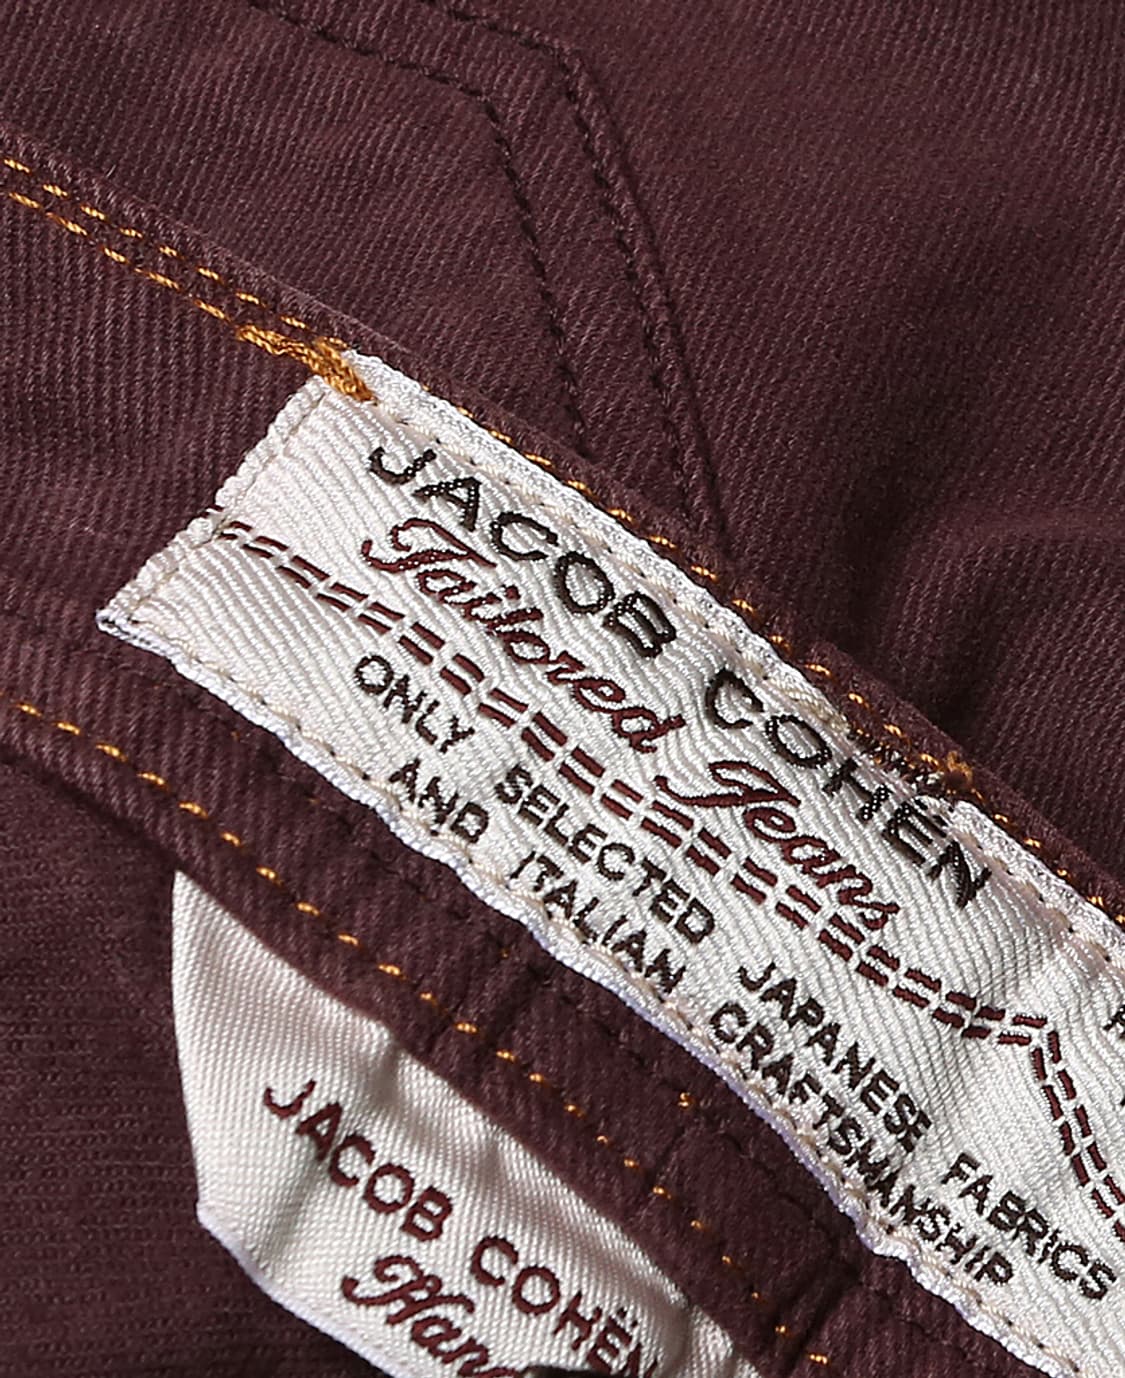 JACOB COHËN
Tailored Jeans
ONLY SELECTED JAPANESE FABRICS
AND ITALIAN CRAFTSMANSHIP
JACOB COHËN